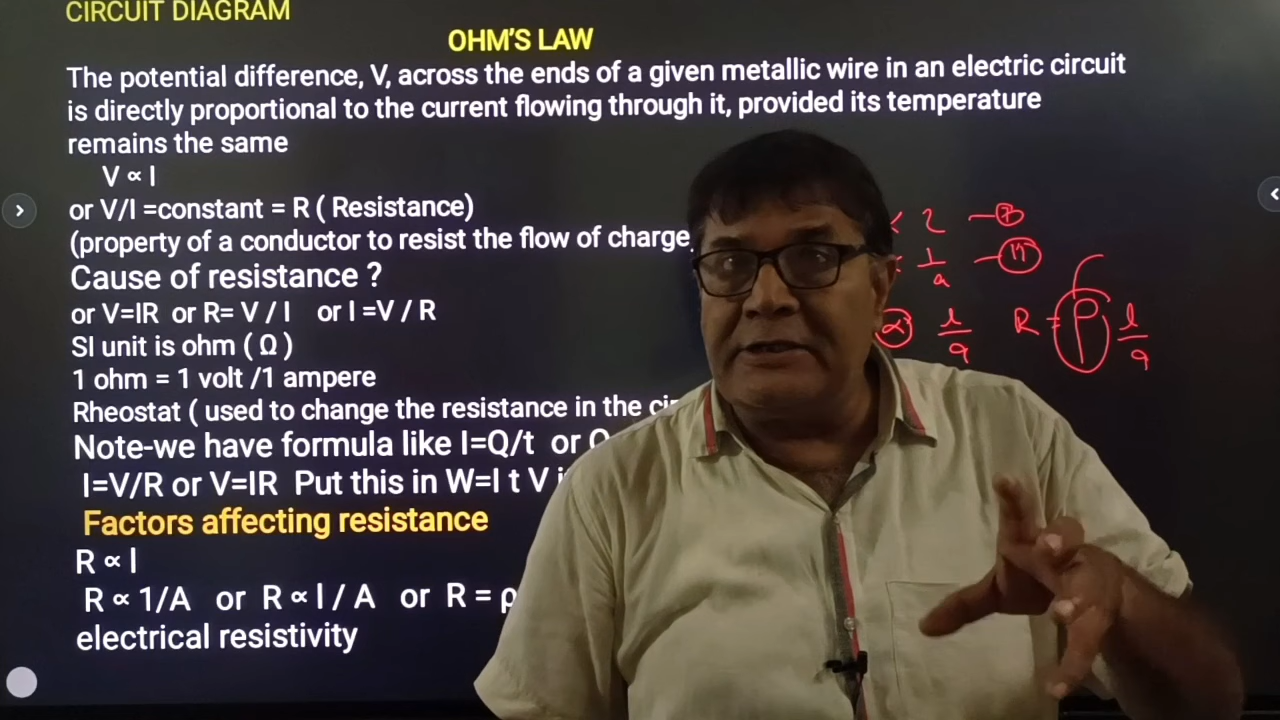 CIRCUIT DIAGRAM
OHM'S LAW
The potential difference, V, across the ends of a given metallic wire in an electric circuit
is directly proportional to the current flowing through it, provided its temperature
remains the same
V ∝ I
or V/I =constant = R ( Resistance)
(property of a conductor to resist the flow of charge
Cause of resistance ?
or V=IR or R= V / I or I =V / R
SI unit is ohm ( Ω )
1 ohm = 1 volt /1 ampere
Rheostat ( used to change the resistance in the
Note-we have formula like I=Q/t or
I=V/R or V=IR Put this in W=I t V
Factors affecting resistance
R ∝ l
R ∝ 1/A or R ∝ l / A or R = ρ
electrical resistivity
1/a
∝ l/a R = ρ l/a